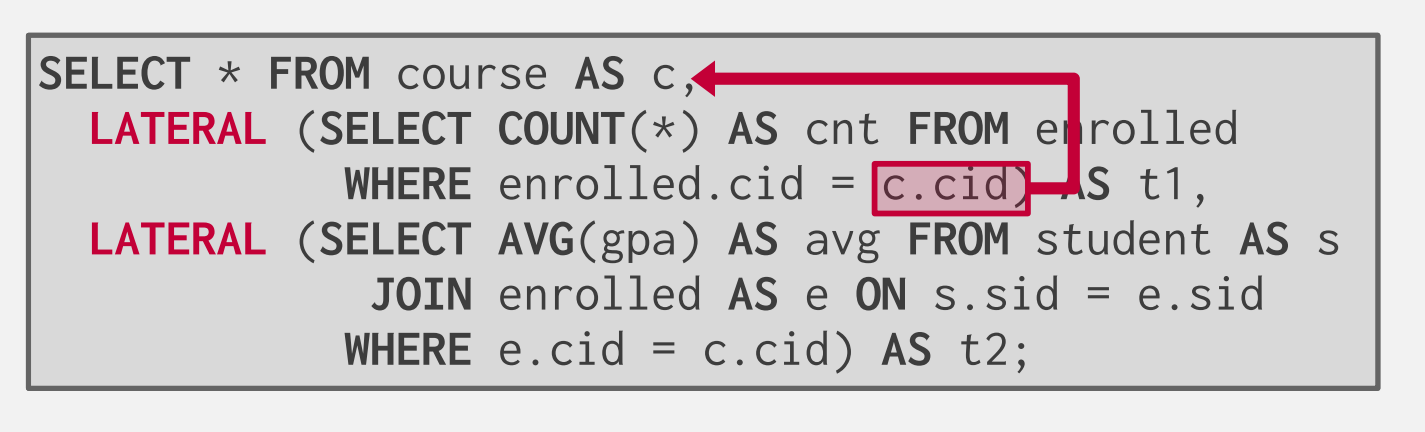 SELECT * FROM course AS c,
LATERAL (SELECT COUNT(*) AS cnt FROM enrolled
WHERE enrolled.cid = c.cid) AS t1,
LATERAL (SELECT AVG(gpa) AS avg FROM student AS s
JOIN enrolled AS e ON s.sid = e.sid
WHERE e.cid = c.cid) AS t2;